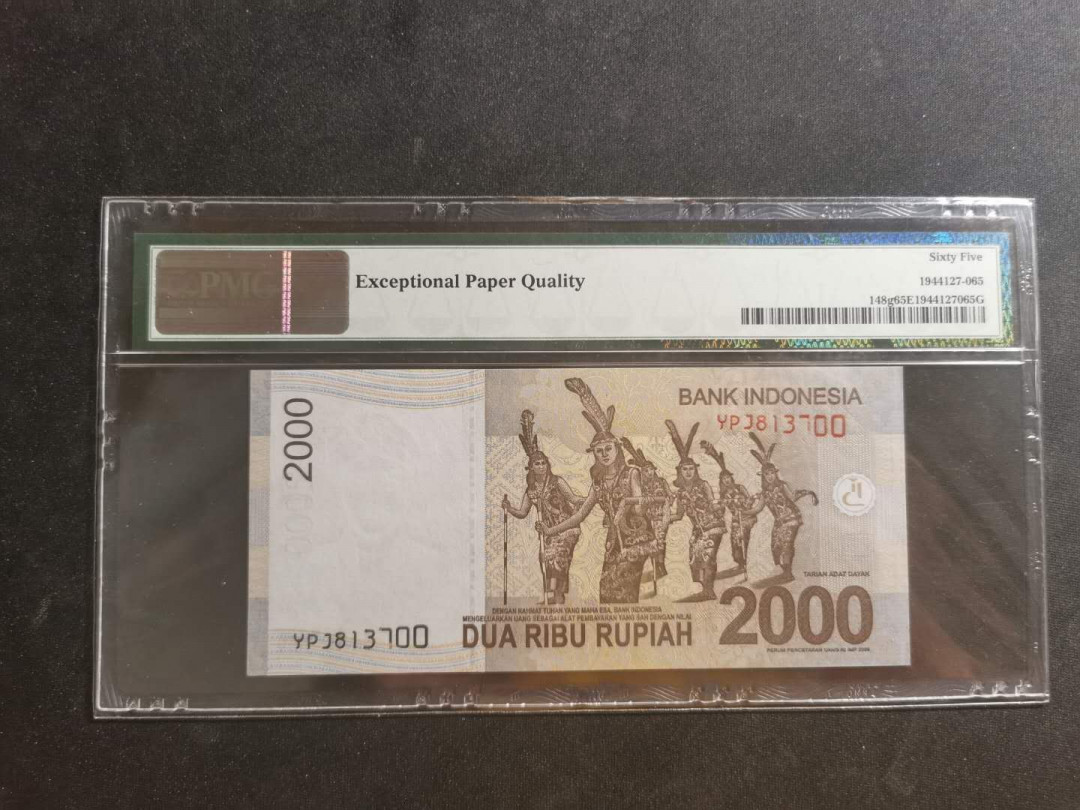 PMG
Exceptional Paper Quality
Sixty Five
1944127-065
148g65E1944127065G
2000
BANK INDONESIA
YPJ813700
TARIAN ADAT DAYAK
DENGAN RAHMAT TUHAN YANG MAHA ESA, BANK INDONESIA
MENGELUARKAN UANG SEBAGAI ALAT PEMBAYARAN YANG SAH DENGAN NILAI
DUA RIBU RUPIAH
2000
YPJ813700